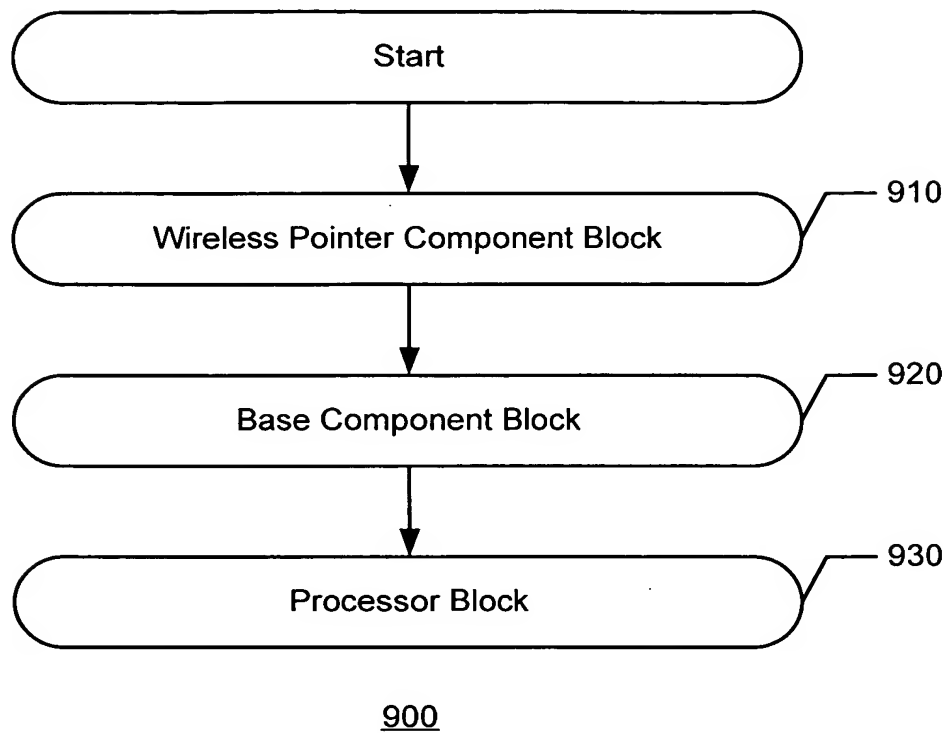 Start
910
Wireless Pointer Component Block
920
Base Component Block
930
Processor Block
900